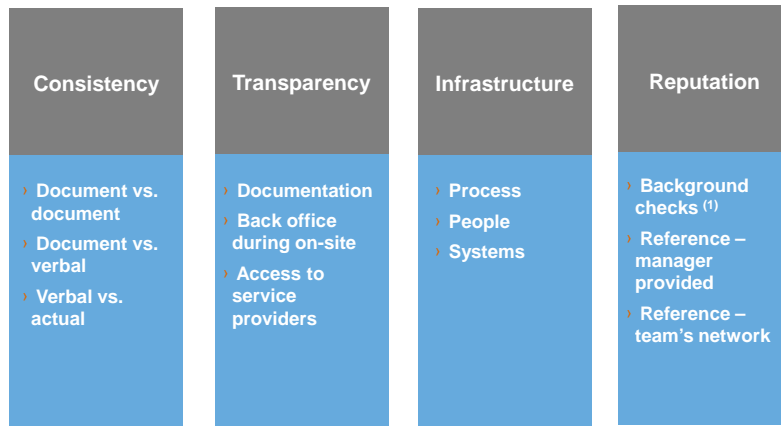 Consistency
› Document vs.
document
› Document vs.
verbal
› Verbal vs.
actual
Transparency
› Documentation
› Back office
during on-site
› Access to
service
providers
Infrastructure
› Process
› People
› Systems
Reputation
› Background
checks (1)
› Reference –
manager
provided
› Reference –
team's network